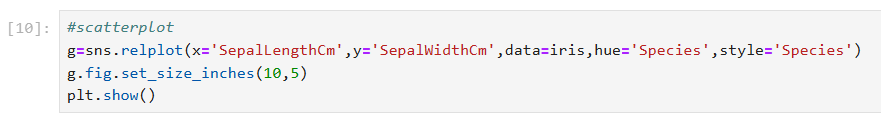 [10]: #scatterplot
g=sns.relplot(x='SepalLengthCm',y='SepalWidthCm',data=iris,hue='Species',style='Species')
g.fig.set_size_inches(10,5)
plt.show()